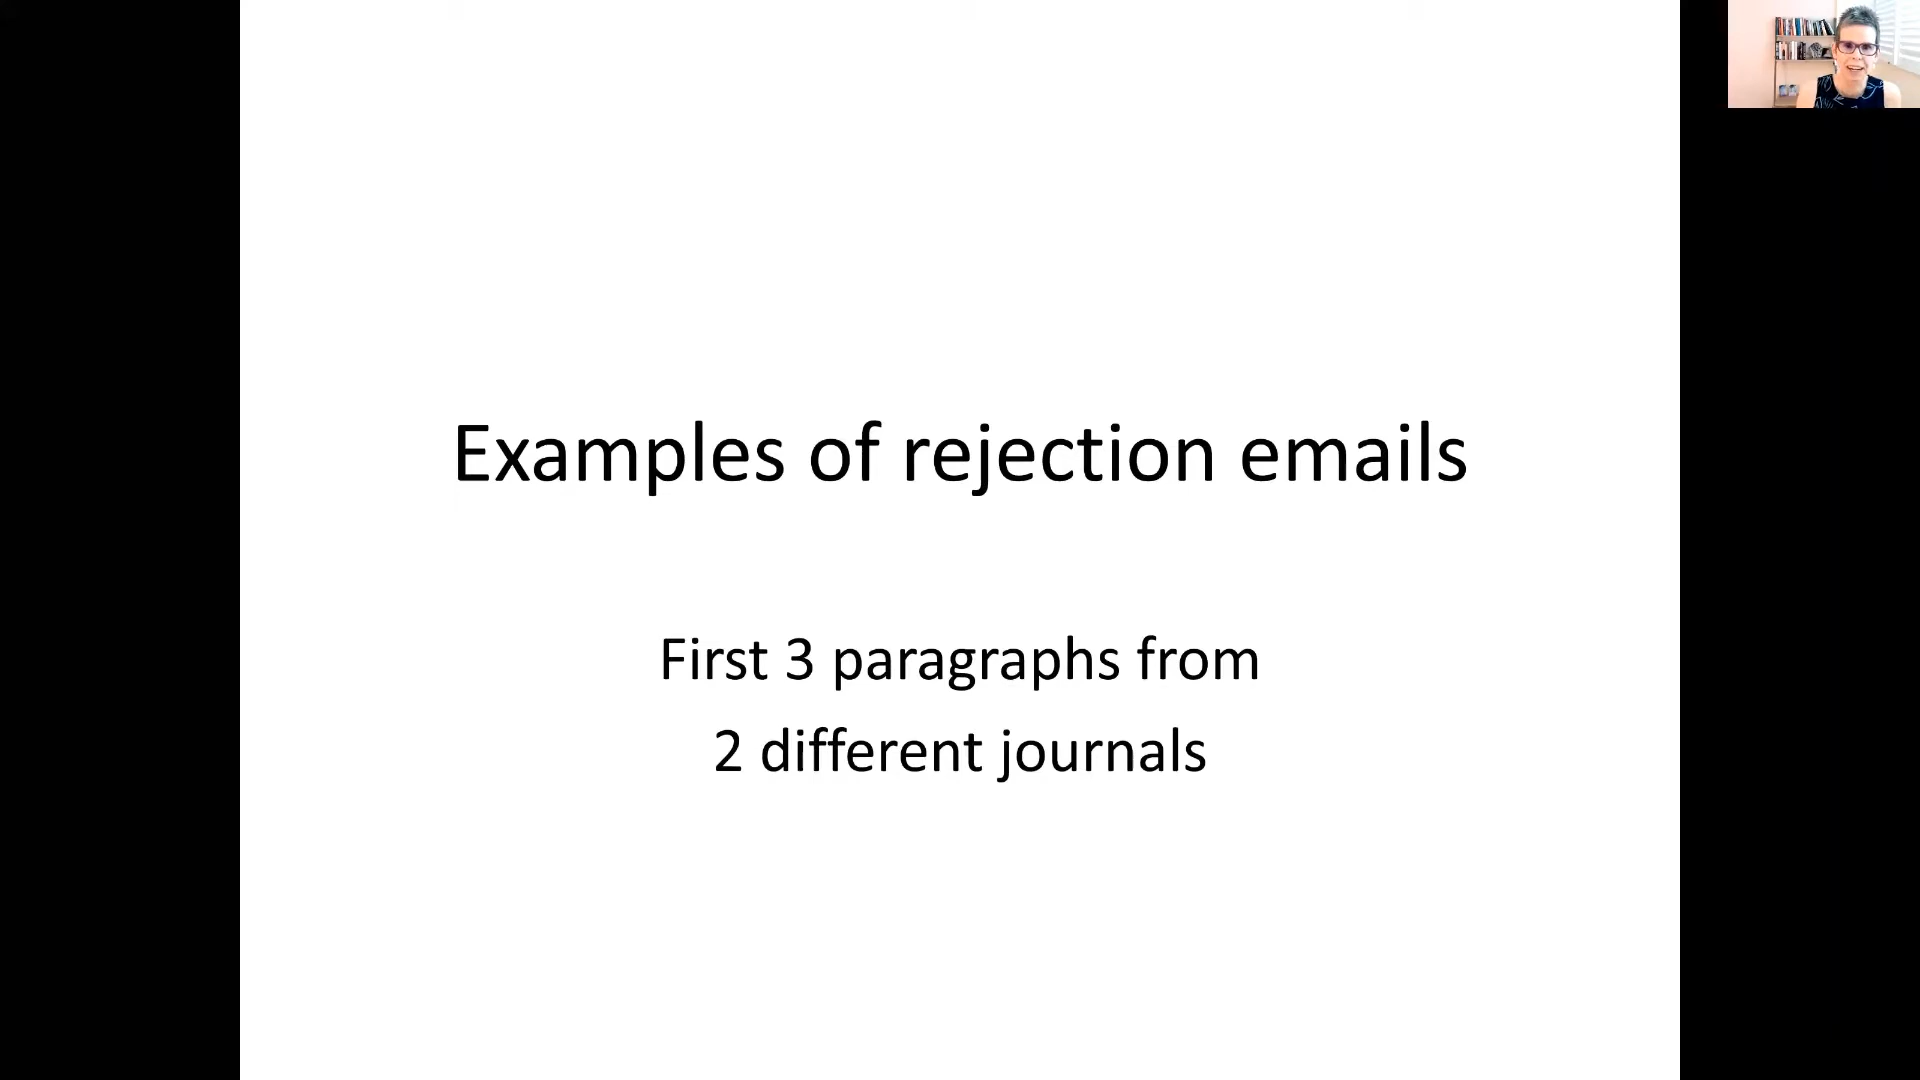 Examples of rejection emails
First 3 paragraphs from
2 different journals